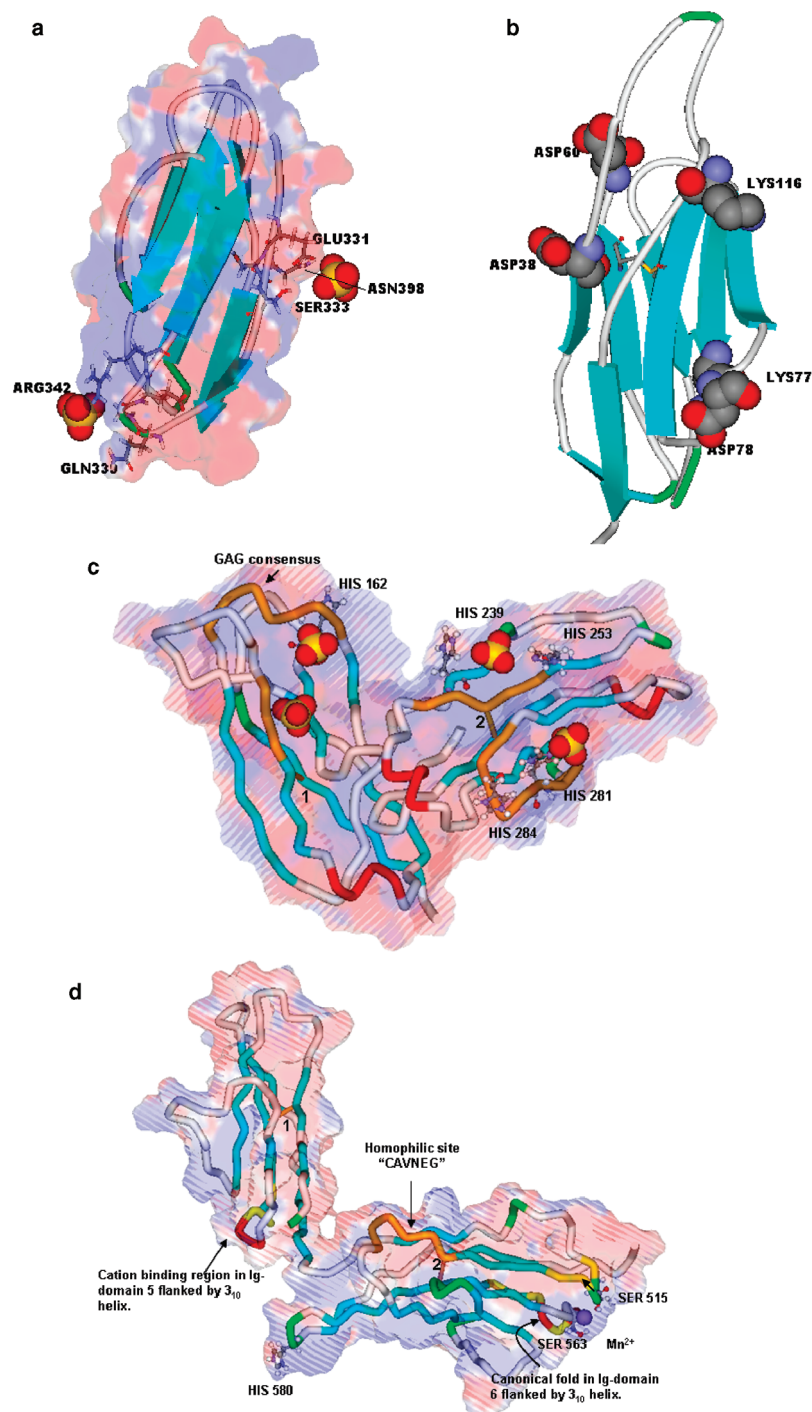 a
GLU331
ASN398
SER333
ARG342
GLN330
b
ASP60
LYS116
ASP38
LYS77
ASP78
c
GAG consensus
HIS 162
HIS 239
HIS 253
2
1
HIS 281
HIS 284
d
1
Homophilic site
"CAVNEG"
2
Cation binding region in Ig-
domain 5 flanked by 3₁₀
helix.
SER 515
SER 563
Mn²⁺
HIS 580
Canonical fold in Ig-domain
6 flanked by 3₁₀ helix.